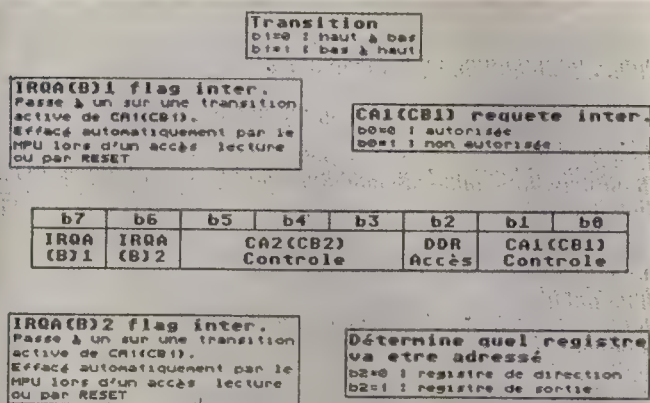 Transition
b1=0 : haut à bas
b1=1 : bas à haut
IRQA(B)1 flag inter.
Passe à un sur une transition
active de CA1(CB1).
Effacé automatiquement par le
MPU lors d'un accès lecture
ou par RESET
CA1(CB1) requete inter.
b0=0 : autorisée
b0=1 : non autorisée
b7 b6 b5 b4 b3 b2 b1 b0
IRQA IRQA CA2(CB2) DDR CA1(CB1)
(B)1 (B)2 Controle Accès Controle
IRQA(B)2 flag inter.
Passe à un sur une transition
active de CA1(CB1).
Effacé automatiquement par le
MPU lors d'un accès lecture
ou par RESET
Détermine quel registre
va etre adressé
b2=0 : registre de direction
b2=1 : registre de sortie